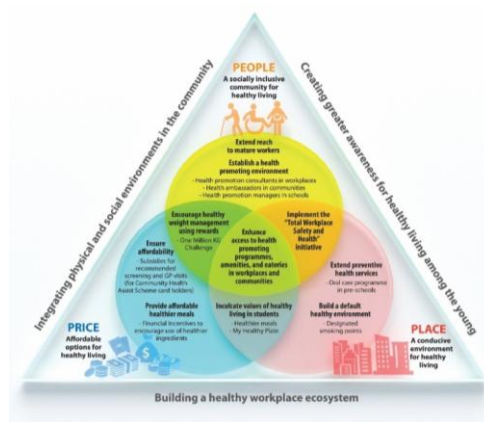 PEOPLE
A socially inclusive
community for
healthy living
Integrating physical and social environments in the community
Creating greater awareness for healthy living among the young
Extend reach
to mature workers
Establish a health
promoting environment
- Health promotion consultants in workplaces
- Health ambassadors in communities
- Health promotion managers in schools
Encourage healthy
weight management
using rewards
- One Million KG
Challenge
Implement the
"Total Workplace
Safety and
Health"
initiative
Enhance
access to health
promoting
programmes,
amenities, and eateries
in workplaces and
communities
Ensure
affordability
- Subsidies for
recommended
screening and GP visits
(for Community Health
Assist Scheme card holders)
Extend preventive
health services
- Oral care programme
in pre-schools
Provide affordable
healthier meals
- Financial incentives to
encourage use of healthier
ingredients
Inculcate values of healthy
living in students
- Healthier meals
- My Healthy Plate
Build a default
healthy environment
- Designated
smoking points
PRICE
Affordable
options for
healthy living
$
PLACE
A conducive
environment
for healthy
living
Building a healthy workplace ecosystem